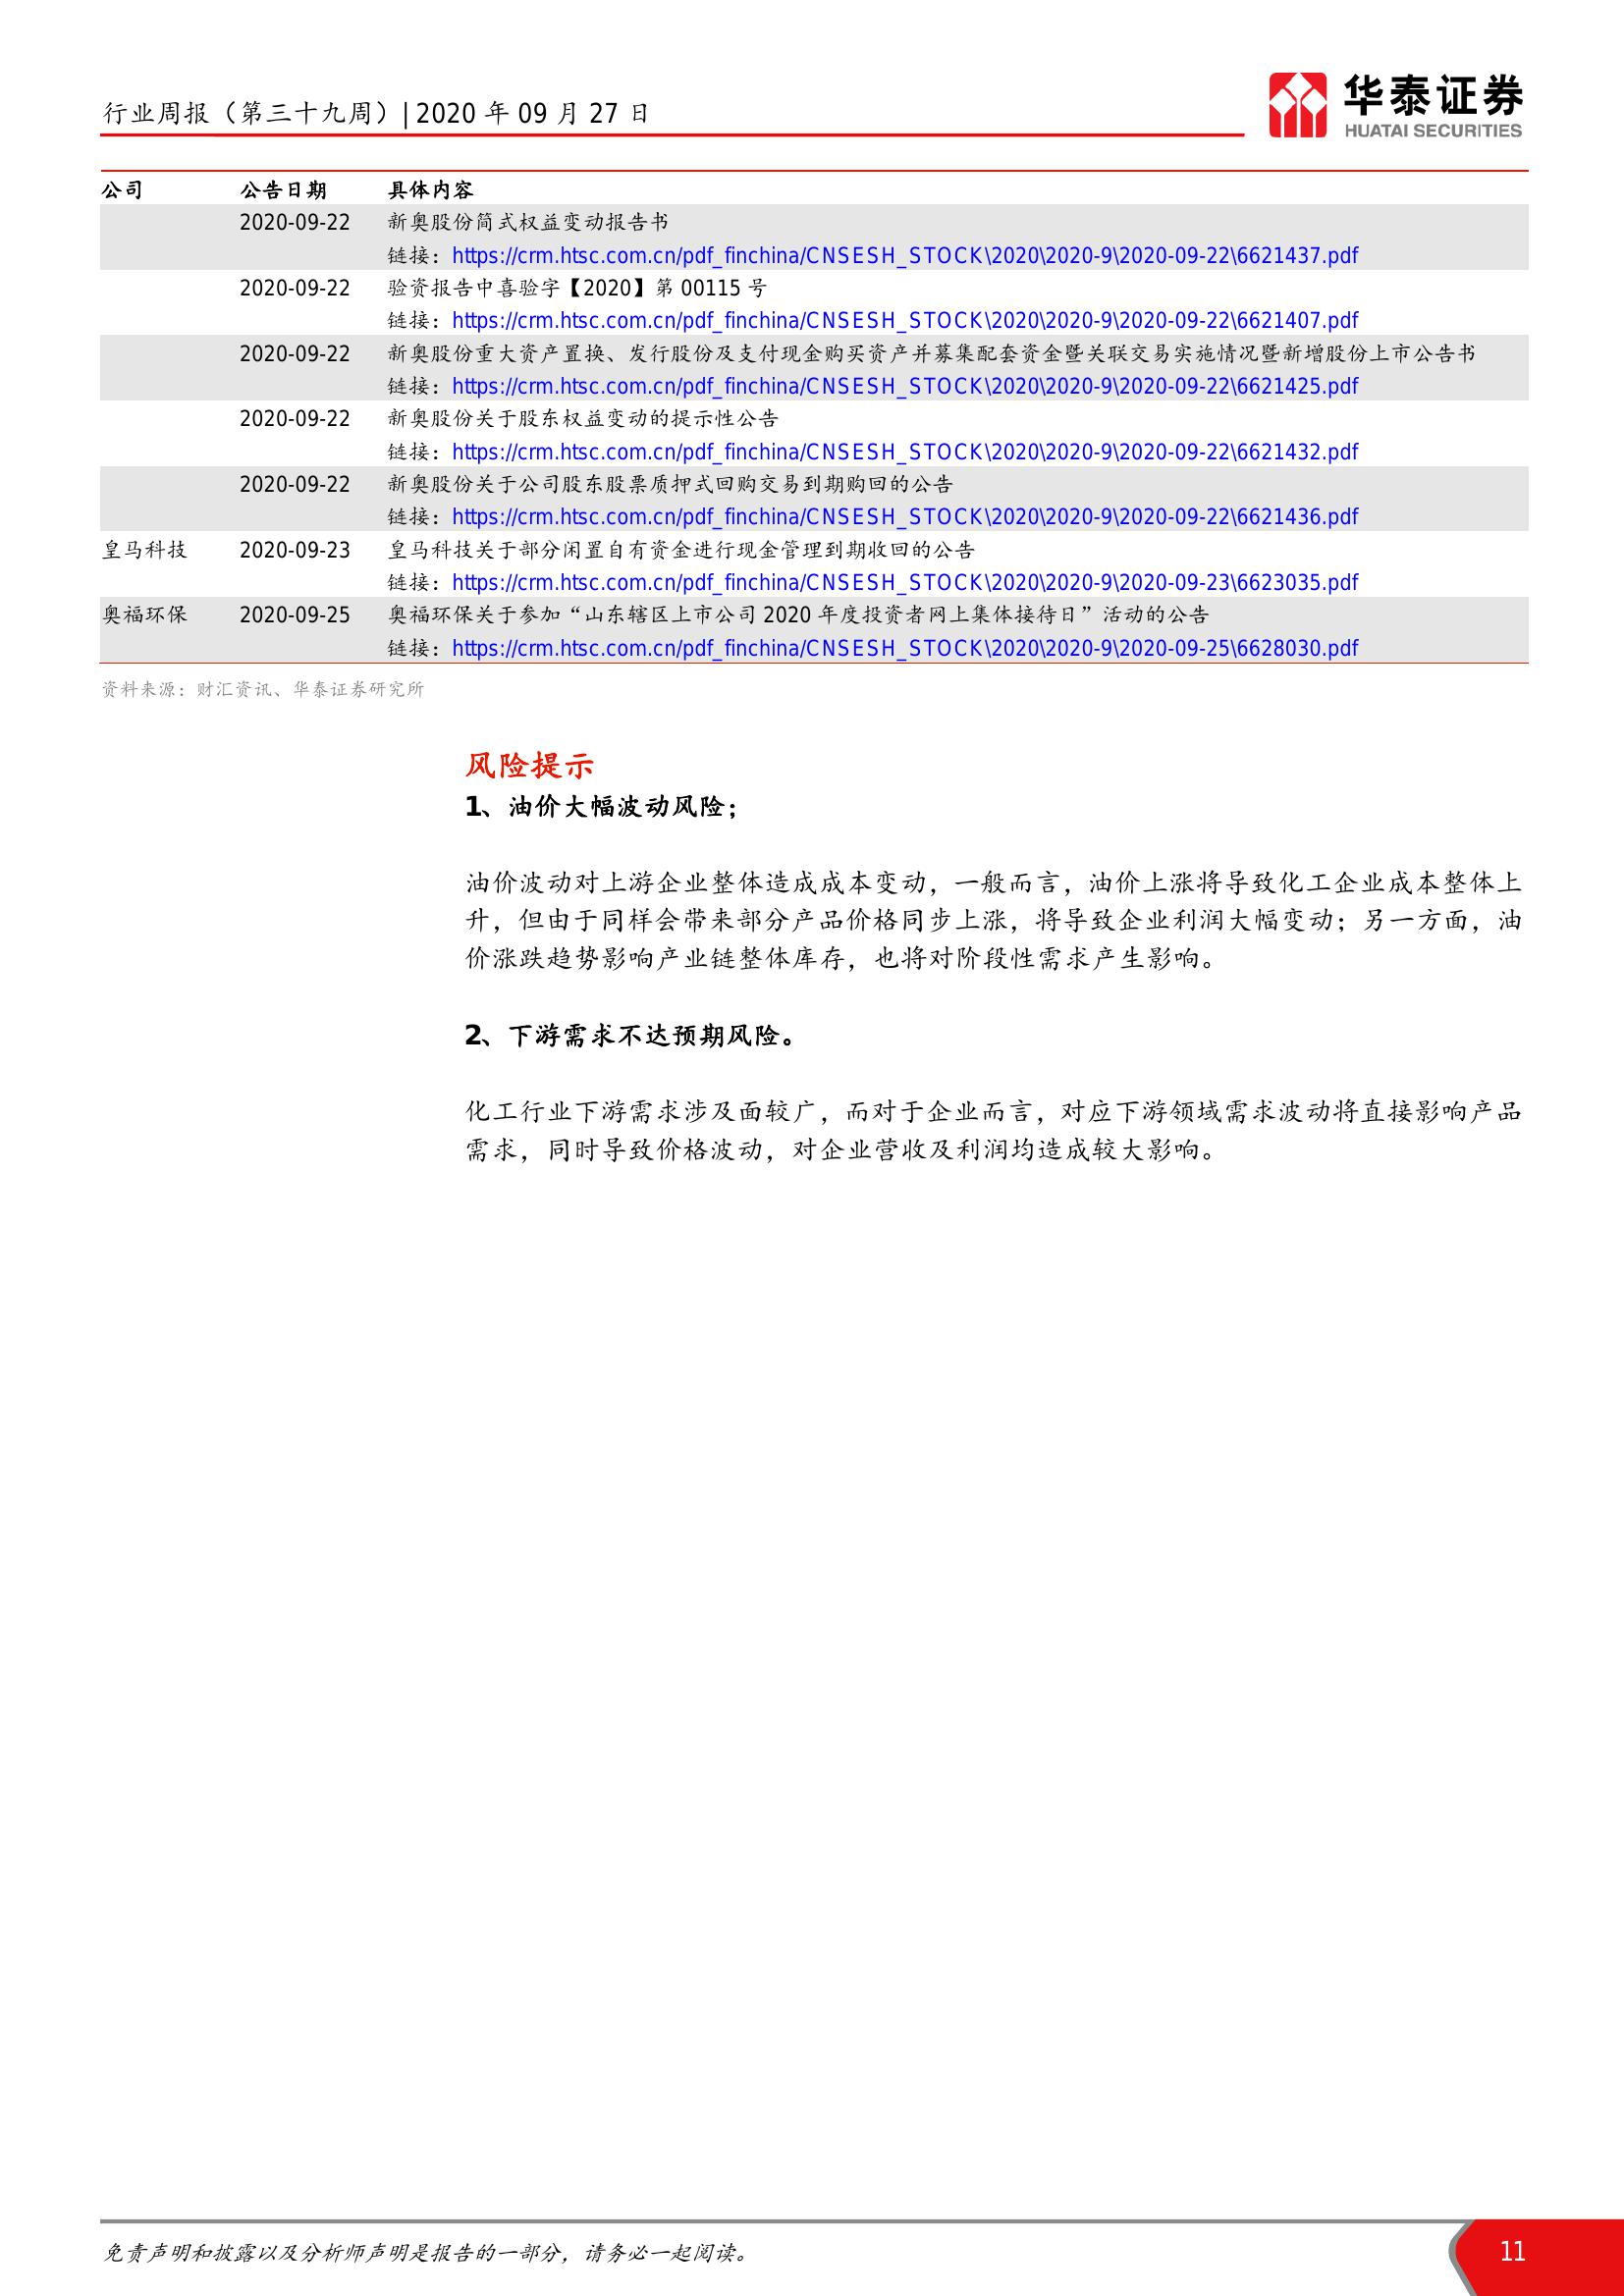 行业周报（第三十九周）| 2020 年 09 月 27 日
华泰证券
HUATAI SECURITIES
公司 公告日期 具体内容
2020-09-22 新奥股份简式权益变动报告书
链接：https://crm.htsc.com.cn/pdf_finchina/CNSESH_STOCK\2020\2020-9\2020-09-22\6621437.pdf
2020-09-22 验资报告中喜验字【2020】第 00115 号
链接：https://crm.htsc.com.cn/pdf_finchina/CNSESH_STOCK\2020\2020-9\2020-09-22\6621407.pdf
2020-09-22 新奥股份重大资产置换、发行股份及支付现金购买资产并募集配套资金暨关联交易实施情况暨新增股份上市公告书
链接：https://crm.htsc.com.cn/pdf_finchina/CNSESH_STOCK\2020\2020-9\2020-09-22\6621425.pdf
2020-09-22 新奥股份关于股东权益变动的提示性公告
链接：https://crm.htsc.com.cn/pdf_finchina/CNSESH_STOCK\2020\2020-9\2020-09-22\6621432.pdf
2020-09-22 新奥股份关于公司股东股票质押式回购交易到期购回的公告
链接：https://crm.htsc.com.cn/pdf_finchina/CNSESH_STOCK\2020\2020-9\2020-09-22\6621436.pdf
皇马科技 2020-09-23 皇马科技关于部分闲置自有资金进行现金管理到期收回的公告
链接：https://crm.htsc.com.cn/pdf_finchina/CNSESH_STOCK\2020\2020-9\2020-09-23\6623035.pdf
奥福环保 2020-09-25 奥福环保关于参加“山东辖区上市公司 2020 年度投资者网上集体接待日”活动的公告
链接：https://crm.htsc.com.cn/pdf_finchina/CNSESH_STOCK\2020\2020-9\2020-09-25\6628030.pdf
资料来源：财汇资讯、华泰证券研究所
风险提示
1、油价大幅波动风险；
油价波动对上游企业整体造成成本变动，一般而言，油价上涨将导致化工企业成本整体上
升，但由于同样会带来部分产品价格同步上涨，将导致企业利润大幅变动；另一方面，油
价涨跌趋势影响产业链整体库存，也将对阶段性需求产生影响。
2、下游需求不达预期风险。
化工行业下游需求涉及面较广，而对于企业而言，对应下游领域需求波动将直接影响产品
需求，同时导致价格波动，对企业营收及利润均造成较大影响。
免责声明和披露以及分析师声明是报告的一部分，请务必一起阅读。
11